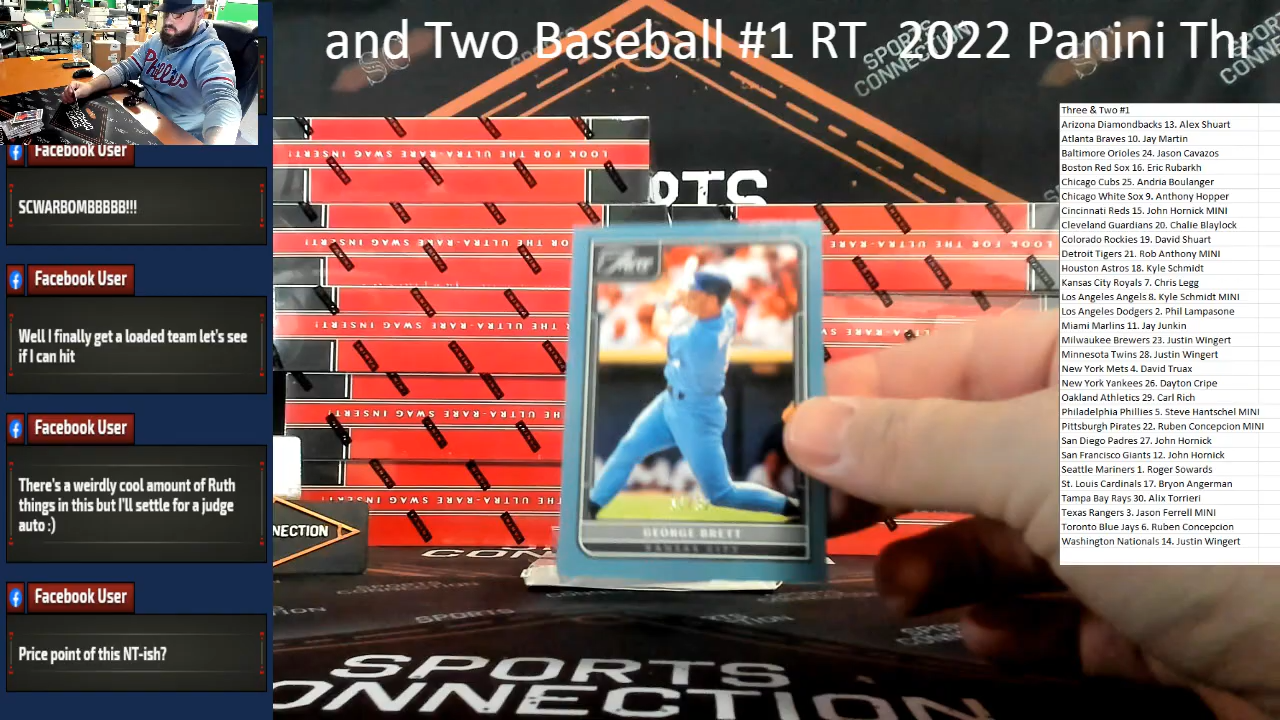 and Two Baseball #1 RT 2022 Panini Thr
Phillies
Facebook User
SCWARBOMBBBBB!!!
Facebook User
Well I finally get a loaded team let's see
if I can hit
Facebook User
There's a weirdly cool amount of Ruth
things in this but I'll settle for a judge
auto :)
Facebook User
Price point of this NT-ish?
SPORTS
CONNECTION
LOOK FOR THE ULTRA-RARE SWAG INSERT!
GEORGE BRETT
KANSAS CITY
NECTION
SPORTS
CONNECTION
SPORTS
ONNECTION
Three & Two #1
Arizona Diamondbacks 13. Alex Shuart
Atlanta Braves 10. Jay Martin
Baltimore Orioles 24. Jason Cavazos
Boston Red Sox 16. Eric Rubarkh
Chicago Cubs 25. Andria Boulanger
Chicago White Sox 9. Anthony Hopper
Cincinnati Reds 15. John Hornick MINI
Cleveland Guardians 20. Chalie Blaylock
Colorado Rockies 19. David Shuart
Detroit Tigers 21. Rob Anthony MINI
Houston Astros 18. Kyle Schmidt
Kansas City Royals 7. Chris Legg
Los Angeles Angels 8. Kyle Schmidt MINI
Los Angeles Dodgers 2. Phil Lampasone
Miami Marlins 11. Jay Junkin
Milwaukee Brewers 23. Justin Wingert
Minnesota Twins 28. Justin Wingert
New York Mets 4. David Truax
New York Yankees 26. Dayton Cripe
Oakland Athletics 29. Carl Rich
Philadelphia Phillies 5. Steve Hantschel MINI
Pittsburgh Pirates 22. Ruben Concepcion MINI
San Diego Padres 27. John Hornick
San Francisco Giants 12. John Hornick
Seattle Mariners 1. Roger Sowards
St. Louis Cardinals 17. Bryon Angerman
Tampa Bay Rays 30. Alix Torrieri
Texas Rangers 3. Jason Ferrell MINI
Toronto Blue Jays 6. Ruben Concepcion
Washington Nationals 14. Justin Wingert